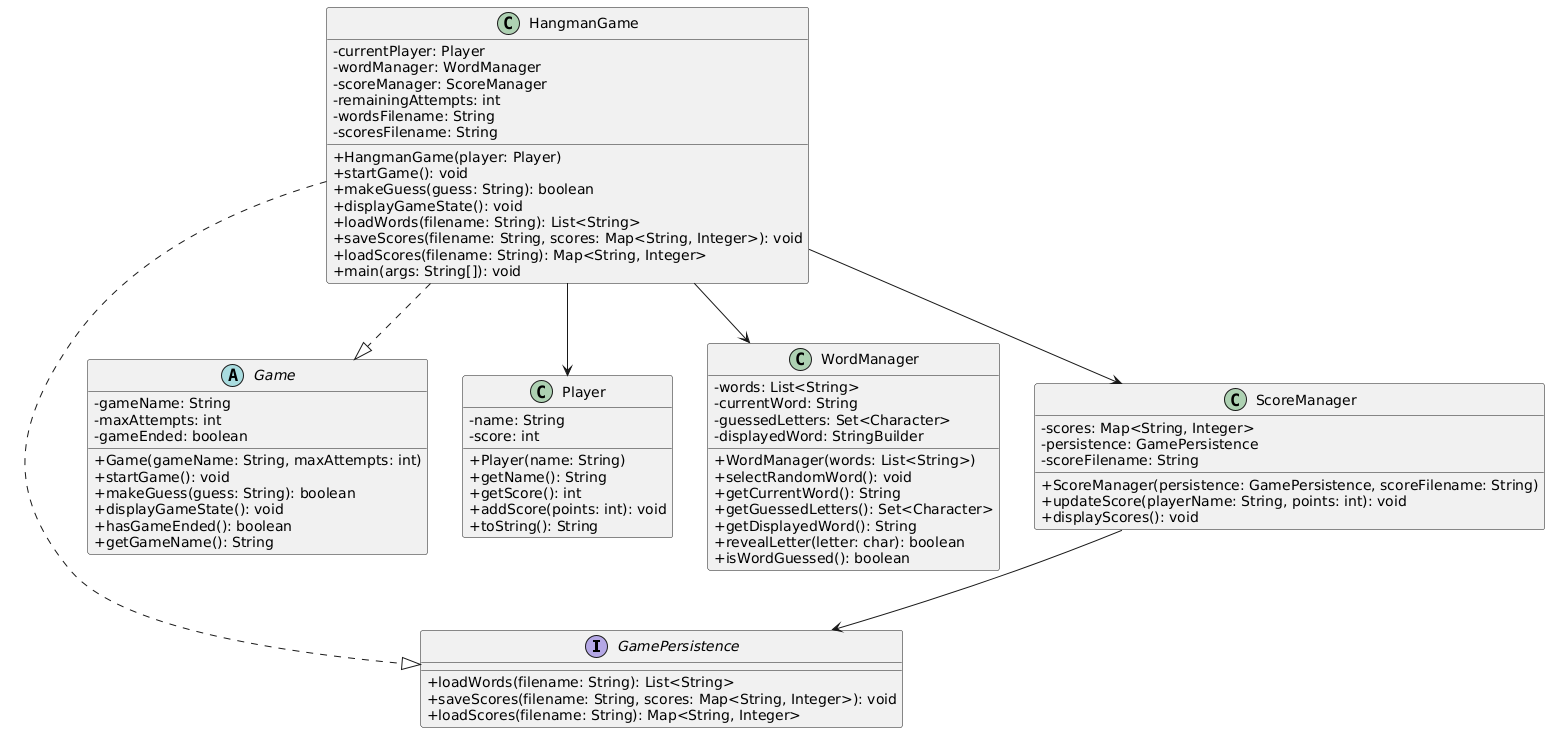 C HangmanGame
-currentPlayer: Player
-wordManager: WordManager
-scoreManager: ScoreManager
-remainingAttempts: int
-wordsFilename: String
-scoresFilename: String
+HangmanGame(player: Player)
+startGame(): void
+makeGuess(guess: String): boolean
+displayGameState(): void
+loadWords(filename: String): List<String>
+saveScores(filename: String, scores: Map<String, Integer>): void
+loadScores(filename: String): Map<String, Integer>
+main(args: String[]): void
A Game
-gameName: String
-maxAttempts: int
-gameEnded: boolean
+Game(gameName: String, maxAttempts: int)
+startGame(): void
+makeGuess(guess: String): boolean
+displayGameState(): void
+hasGameEnded(): boolean
+getGameName(): String
C Player
-name: String
-score: int
+Player(name: String)
+getName(): String
+getScore(): int
+addScore(points: int): void
+toString(): String
C WordManager
-words: List<String>
-currentWord: String
-guessedLetters: Set<Character>
-displayedWord: StringBuilder
+WordManager(words: List<String>)
+selectRandomWord(): void
+getCurrentWord(): String
+getGuessedLetters(): Set<Character>
+getDisplayedWord(): String
+revealLetter(letter: char): boolean
+isWordGuessed(): boolean
C ScoreManager
-scores: Map<String, Integer>
-persistence: GamePersistence
-scoreFilename: String
+ScoreManager(persistence: GamePersistence, scoreFilename: String)
+updateScore(playerName: String, points: int): void
+displayScores(): void
I GamePersistence
+loadWords(filename: String): List<String>
+saveScores(filename: String, scores: Map<String, Integer>): void
+loadScores(filename: String): Map<String, Integer>